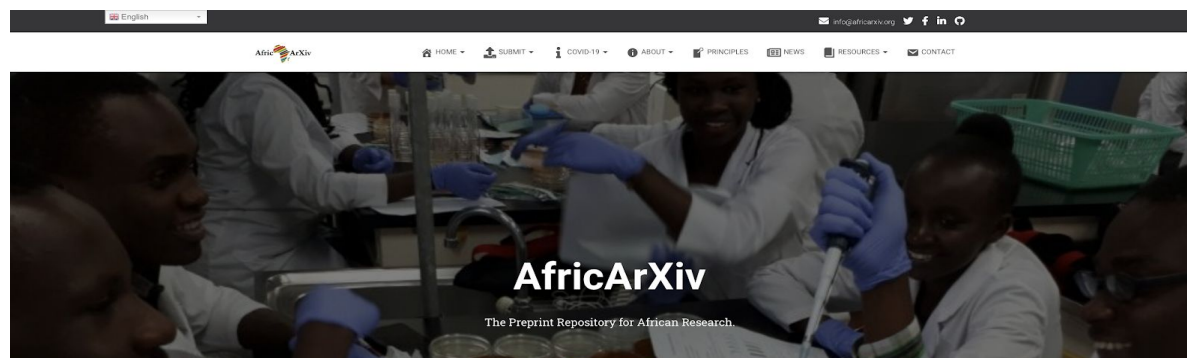 English
info@africarxiv.org
AfricArXiv
HOME SUBMIT COVID-19 ABOUT PRINCIPLES NEWS RESOURCES CONTACT
AfricArXiv
The Preprint Repository for African Research.